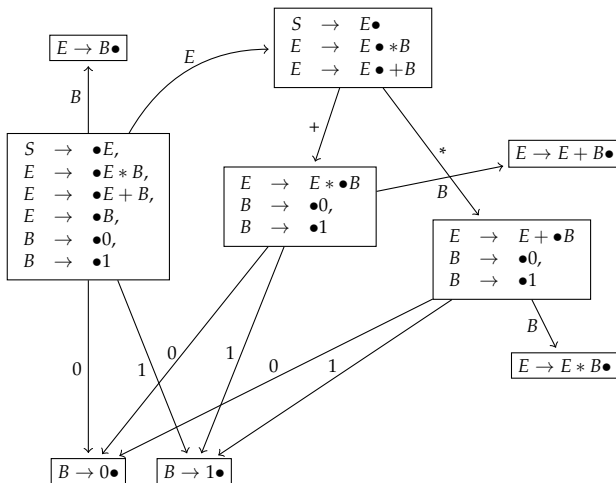 S → E●
E → E ● ∗B
E → E ● +B
E → B●
E
B
+
*
S → ●E,
E → ●E ∗ B,
E → ●E + B,
E → ●B,
B → ●0,
B → ●1
E → E ∗ ●B
B → ●0,
B → ●1
E → E + B●
B
E → E + ●B
B → ●0,
B → ●1
B
E → E ∗ B●
0
1
0
1
0
1
B → 0●
B → 1●